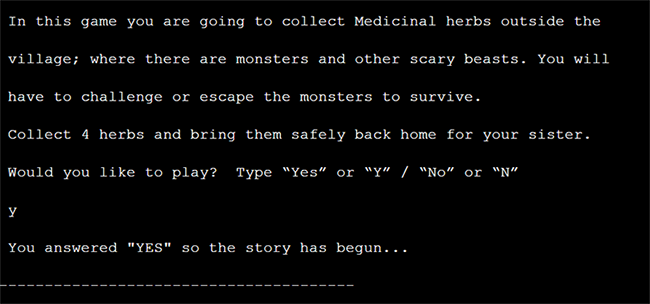 In this game you are going to collect Medicinal herbs outside the
village; where there are monsters and other scary beasts. You will
have to challenge or escape the monsters to survive.
Collect 4 herbs and bring them safely back home for your sister.
Would you like to play?  Type “Yes” or “Y” / “No” or “N”
y
You answered "YES" so the story has begun...
---------------------------------------